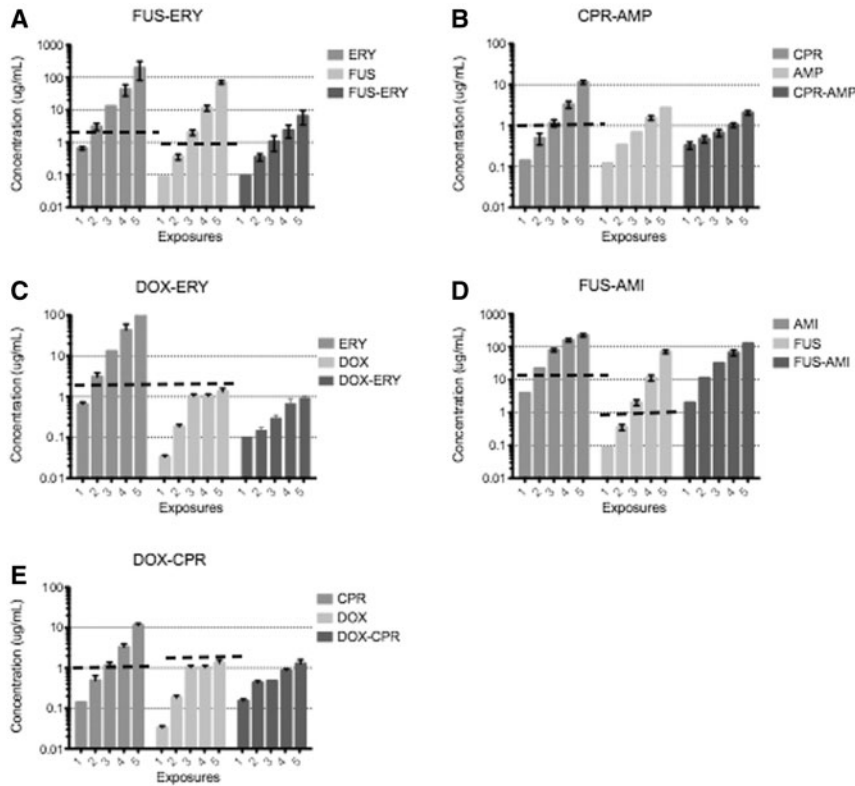 A
FUS-ERY
Concentration (ug/mL)
1000
100
10
1
0.1
0.01
1 2 3 4 5 1 2 3 4 5 1 2 3 4 5
Exposures
ERY
FUS
FUS-ERY
B
CPR-AMP
Concentration (ug/mL)
100
10
1
0.1
0.01
1 2 3 4 5 1 2 3 4 5 1 2 3 4 5
Exposures
CPR
AMP
CPR-AMP
C
DOX-ERY
Concentration (ug/mL)
100
10
1
0.1
0.01
1 2 3 4 5 1 2 3 4 5 1 2 3 4 5
Exposures
ERY
DOX
DOX-ERY
D
FUS-AMI
Concentration (ug/mL)
1000
100
10
1
0.1
0.01
1 2 3 4 5 1 2 3 4 5 1 2 3 4 5
Exposures
AMI
FUS
FUS-AMI
E
DOX-CPR
Concentration (ug/mL)
100
10
1
0.1
0.01
1 2 3 4 5 1 2 3 4 5 1 2 3 4 5
Exposures
CPR
DOX
DOX-CPR